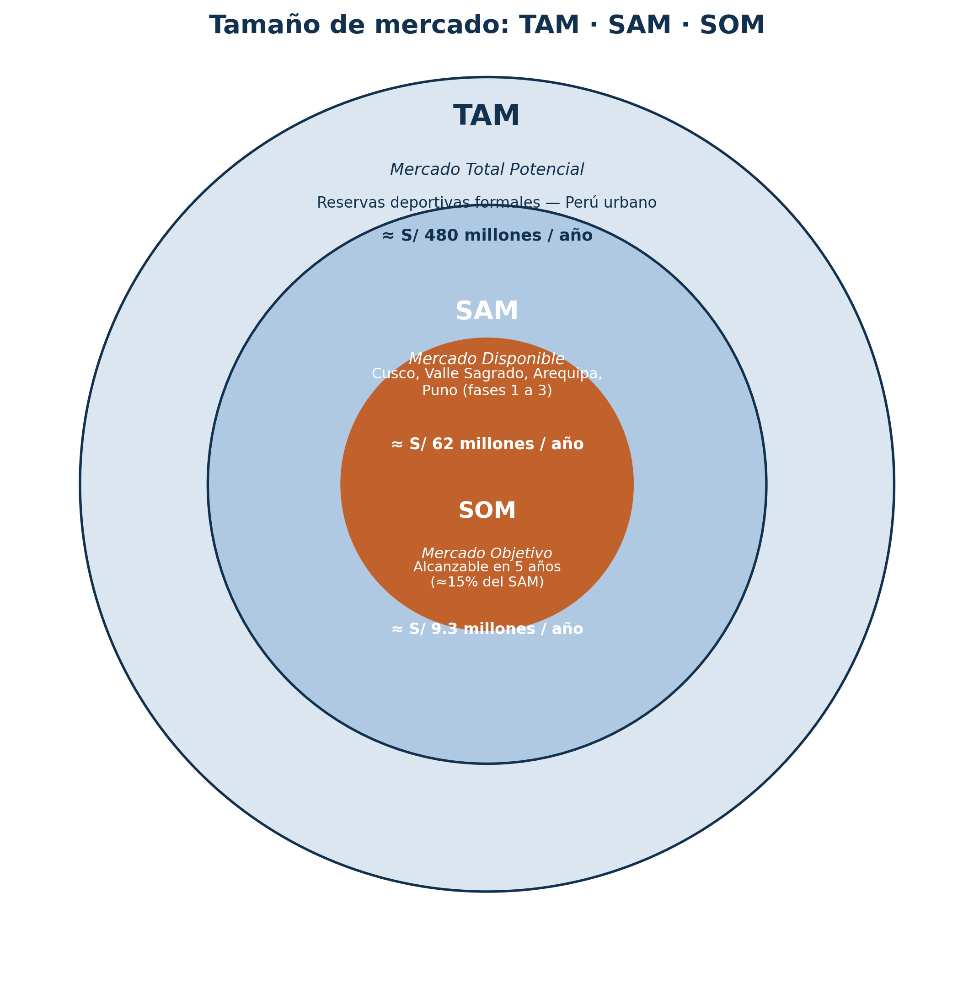 Tamaño de mercado: TAM · SAM · SOM
TAM
Mercado Total Potencial
Reservas deportivas formales — Perú urbano
≈ S/ 480 millones / año
SAM
Mercado Disponible
Cusco, Valle Sagrado, Arequipa,
Puno (fases 1 a 3)
≈ S/ 62 millones / año
SOM
Mercado Objetivo
Alcanzable en 5 años
(≈15% del SAM)
≈ S/ 9.3 millones / año